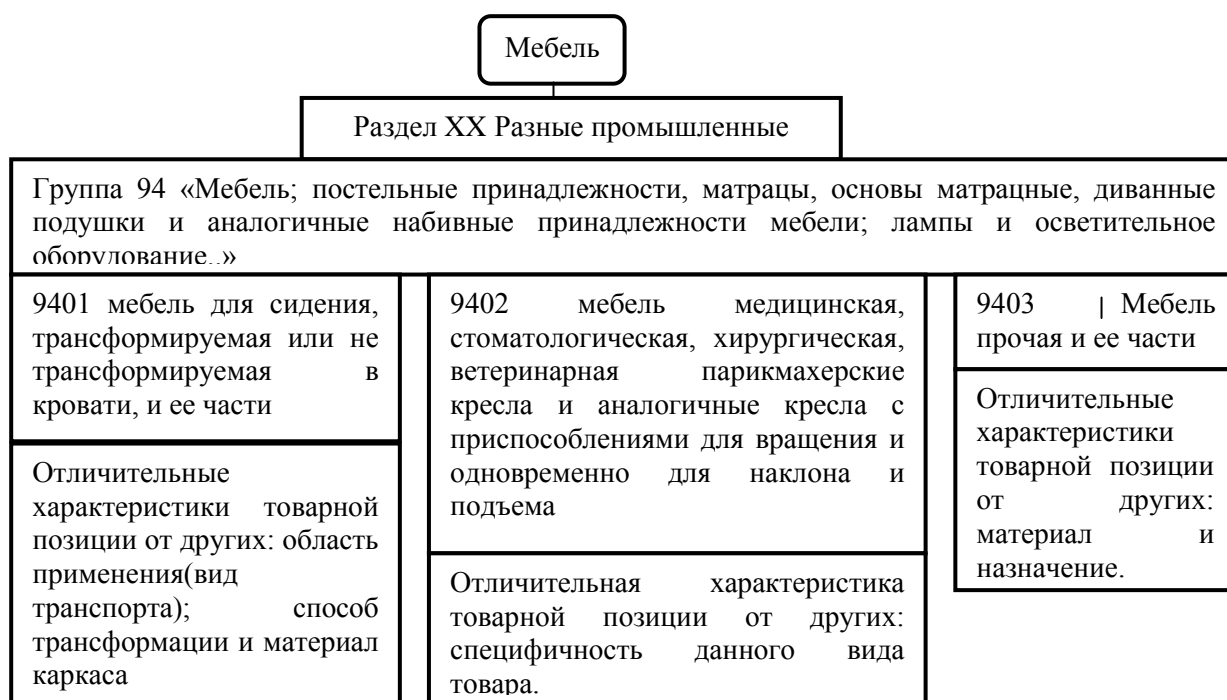 Мебель
Раздел XX Разные промышленные
Группа 94 «Мебель; постельные принадлежности, матрацы, основы матрацные, диванные
подушки и аналогичные набивные принадлежности мебели; лампы и осветительное
оборудование..»
9401 мебель для сидения,
трансформируемая или не
трансформируемая в
кровати, и ее части
Отличительные
характеристики товарной
позиции от других: область
применения(вид
транспорта); способ
трансформации и материал
каркаса
9402 мебель медицинская,
стоматологическая, хирургическая,
ветеринарная парикмахерские
кресла и аналогичные кресла с
приспособлениями для вращения и
одновременно для наклона и
подъема
Отличительная характеристика
товарной позиции от других:
специфичность данного вида
товара.
9403 | Мебель
прочая и ее части
Отличительные
характеристики
товарной позиции
от других:
материал и
назначение.